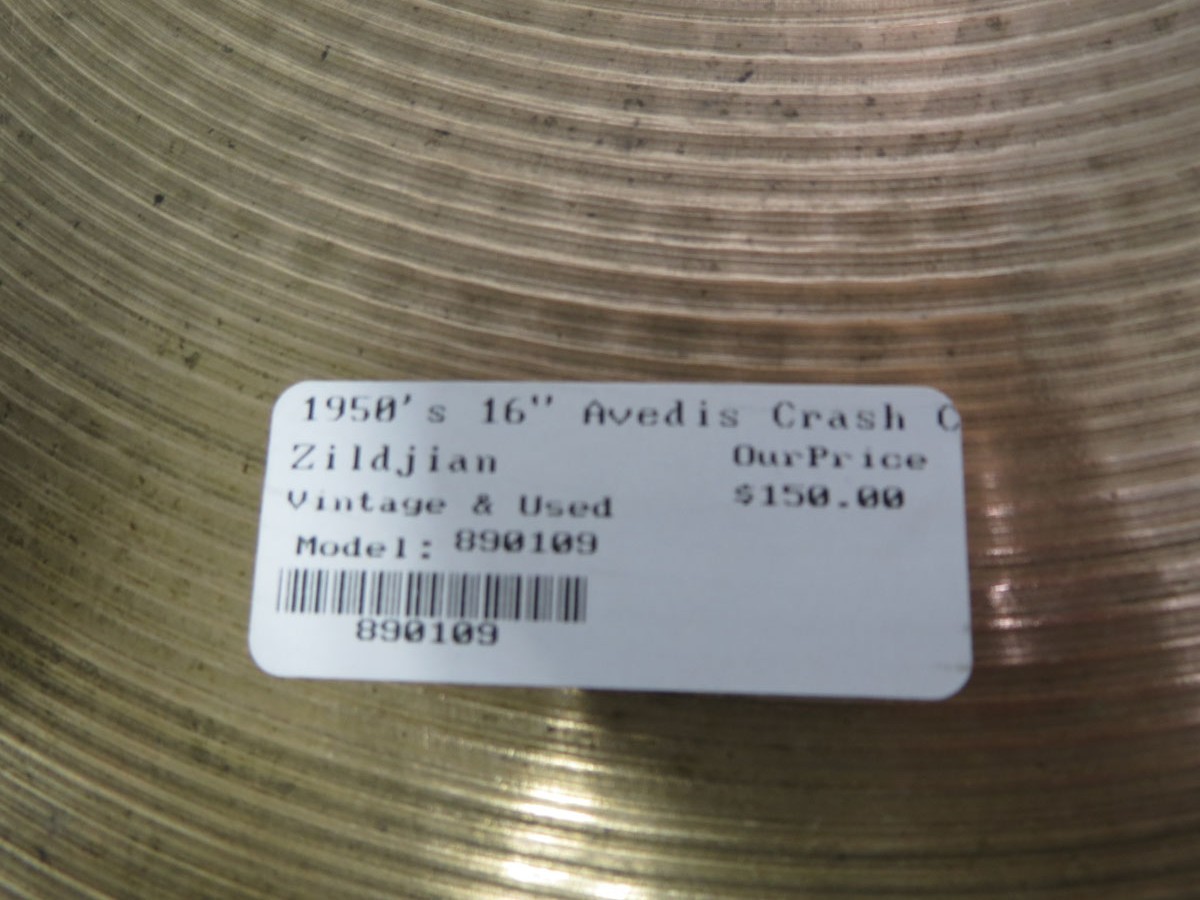 1950's 16" Avedis Crash C
Zildjian OurPrice
Vintage & Used $150.00
Model: 890109
890109